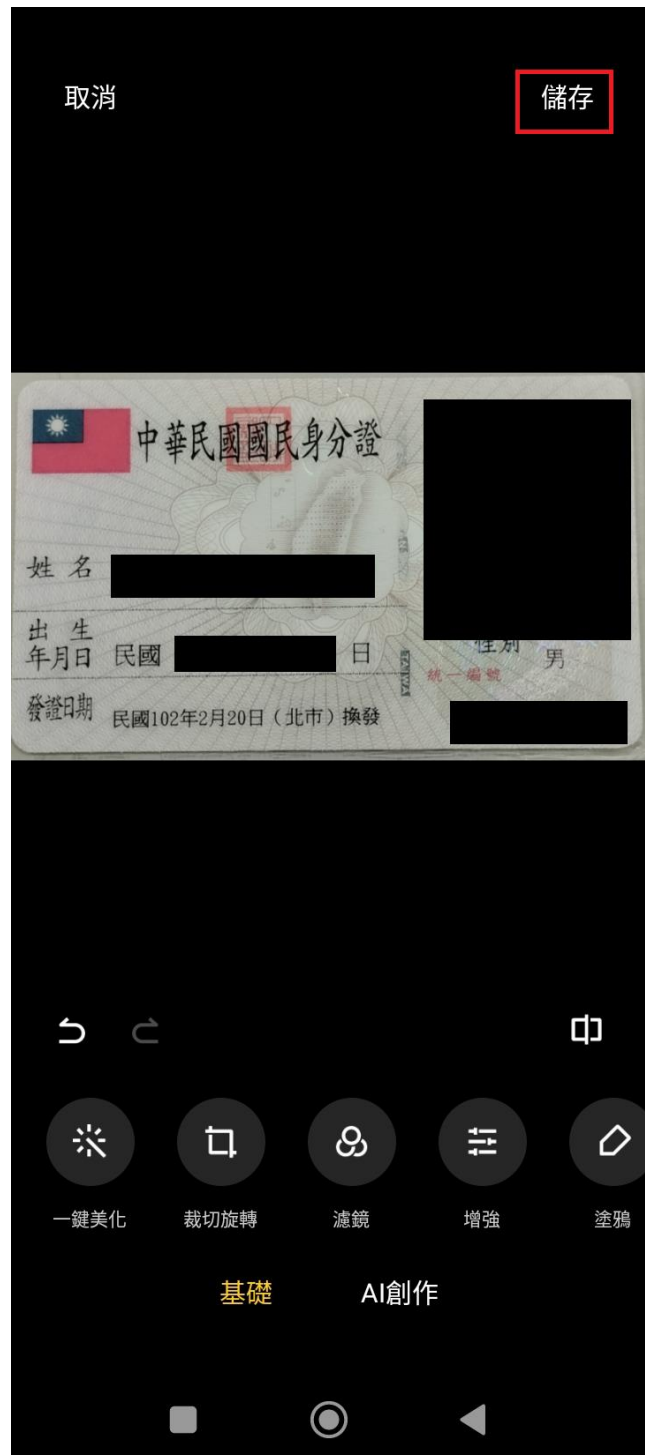 取消
儲存
中華民國國民身分證
姓名
出生
年月日 民國 日
性別 男
統一編號
發證日期 民國102年2月20日（北市）換發
一鍵美化 裁切旋轉 濾鏡 增強 塗鴉
基礎 AI創作